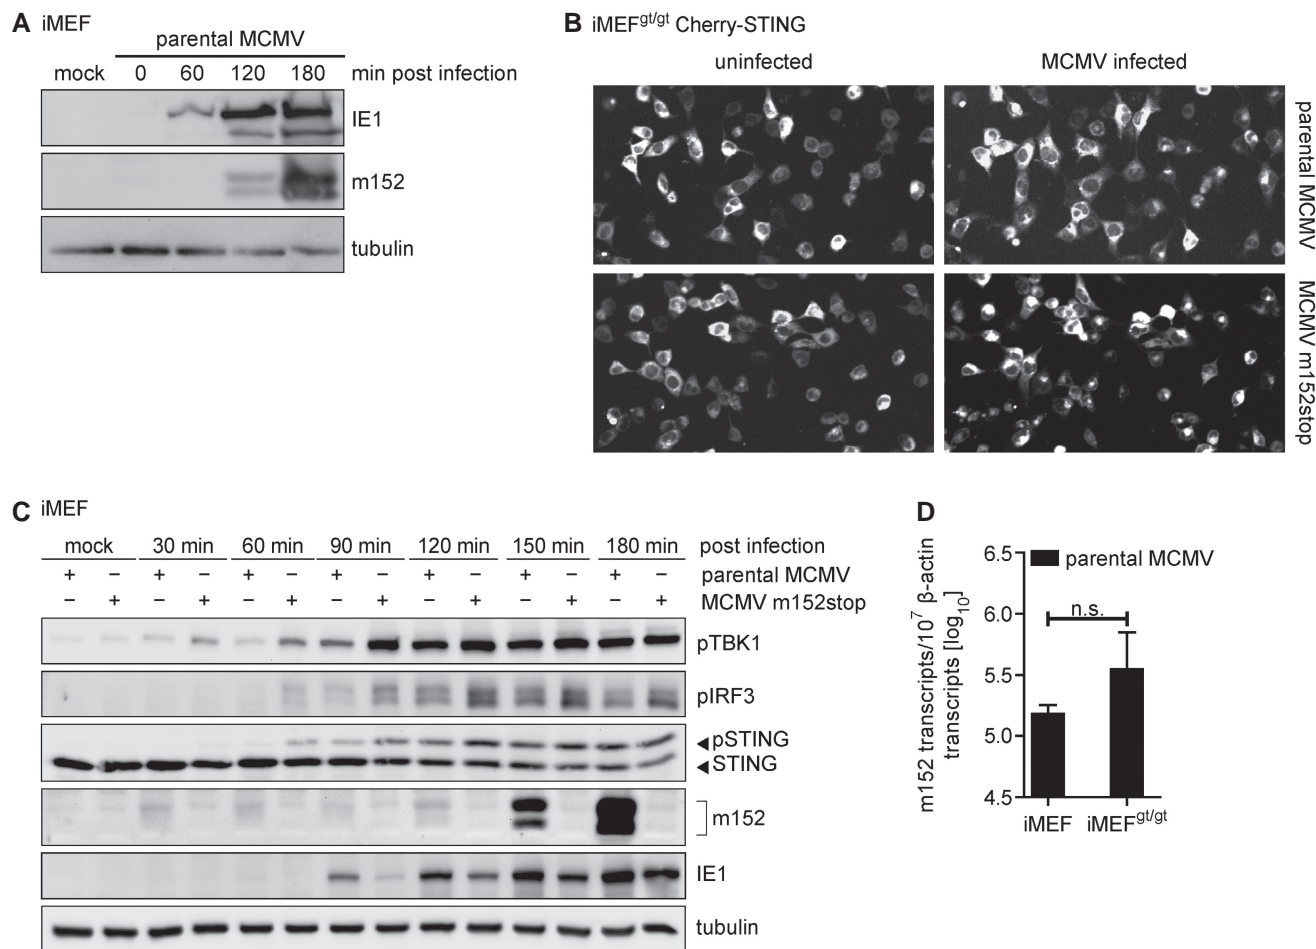 A iMEF
parental MCMV
mock 0 60 120 180 min post infection
IE1
m152
tubulin
B iMEFgt/gt Cherry-STING
uninfected MCMV infected
parental MCMV
MCMV m152stop
C iMEF
mock 30 min 60 min 90 min 120 min 150 min 180 min post infection
+ – + – + – + – + – + – + – parental MCMV
– + – + – + – + – + – + – + MCMV m152stop
pTBK1
pIRF3
◀ pSTING
◀ STING
m152
IE1
tubulin
D
parental MCMV
m152 transcripts/10⁷ β-actin
transcripts [log₁₀]
6.5
6.0
5.5
5.0
4.5
n.s.
iMEF iMEFgt/gt